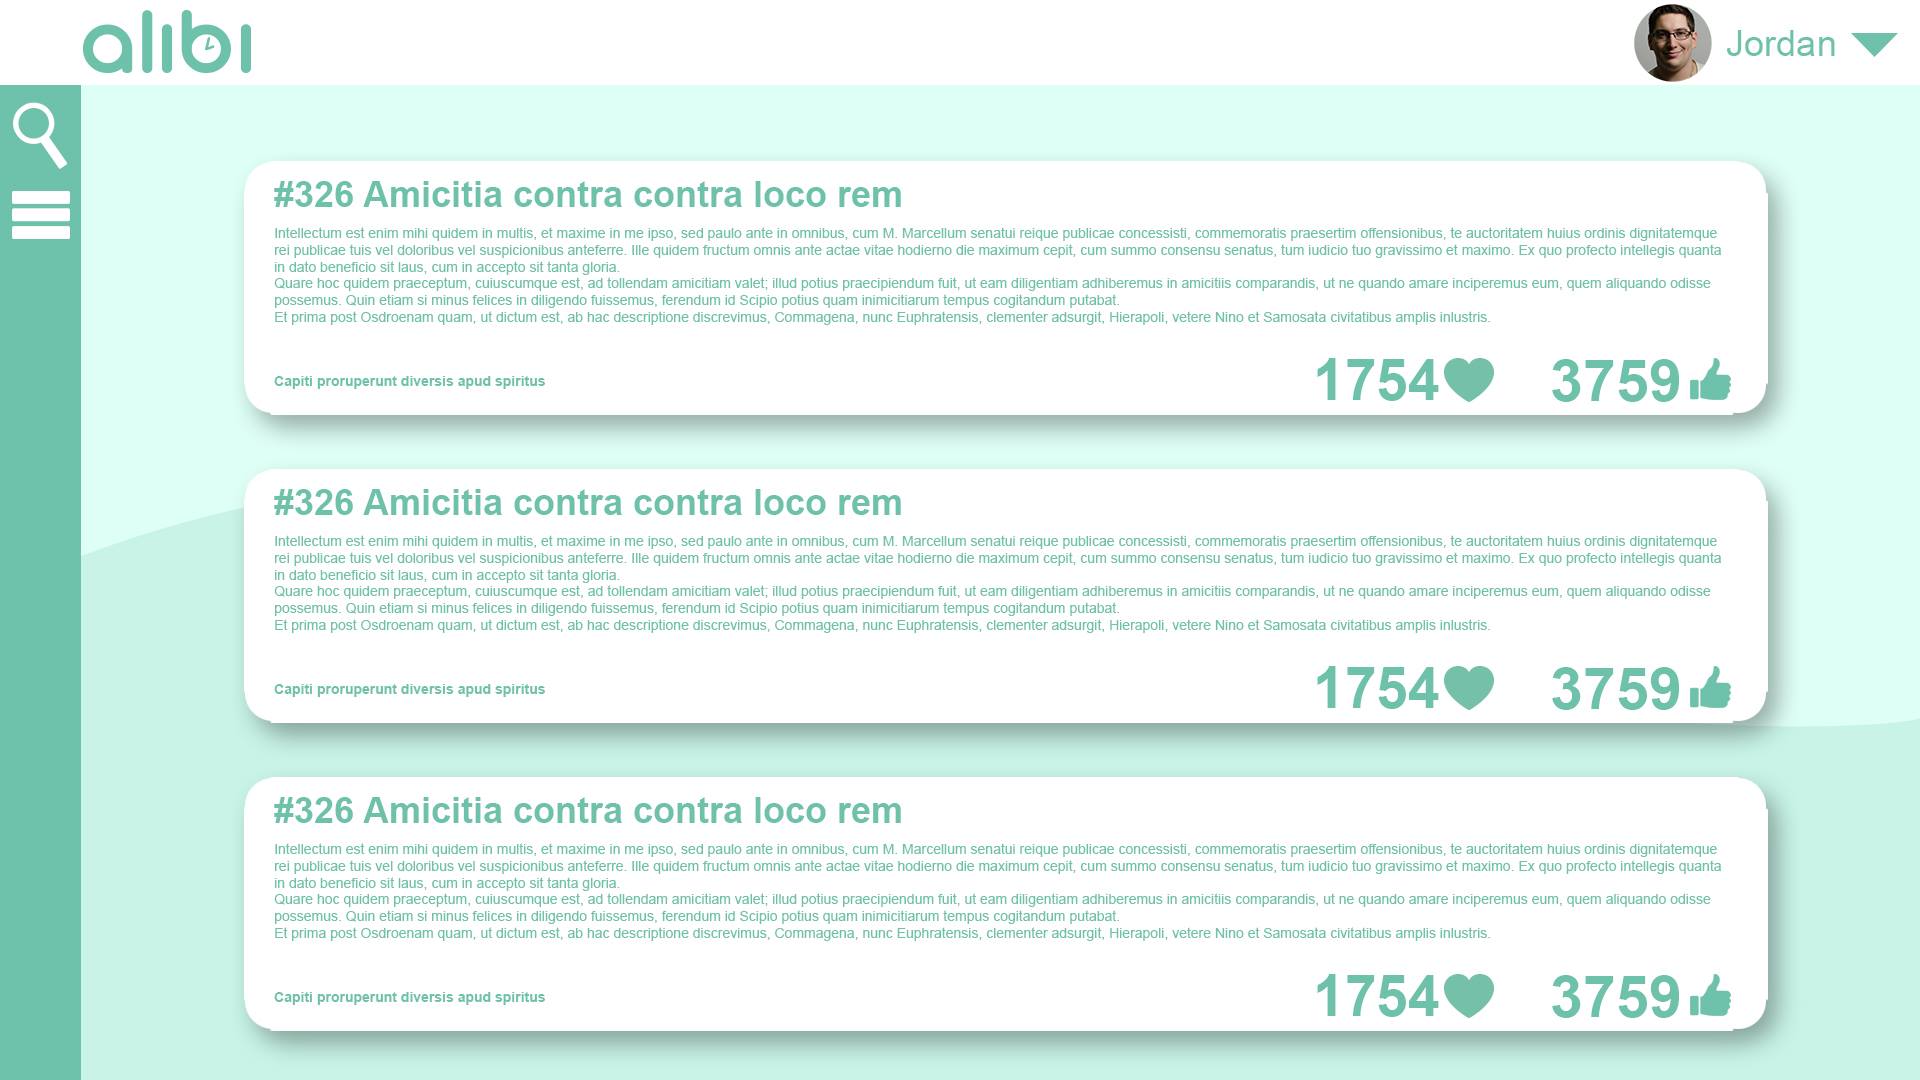 alibi
Jordan
#326 Amicitia contra contra loco rem
Intellectum est enim mihi quidem in multis, et maxime in me ipso, sed paulo ante in omnibus, cum M. Marcellum senatui reique publicae concessisti, commemoratis praesertim offensionibus, te auctoritatem huius ordinis dignitatemque
rei publicae tuis vel doloribus vel suspicionibus anteferre. Ille quidem fructum omnis ante actae vitae hodierno die maximum cepit, cum summo consensu senatus, tum iudicio tuo gravissimo et maximo. Ex quo profecto intellegis quanta
in dato beneficio sit laus, cum in accepto sit tanta gloria.
Quare hoc quidem praeceptum, cuiuscumque est, ad tollendam amicitiam valet; illud potius praecipiendum fuit, ut eam diligentiam adhiberemus in amicitiis comparandis, ut ne quando amare inciperemus eum, quem aliquando odisse
possemus. Quin etiam si minus felices in diligendo fuissemus, ferendum id Scipio potius quam inimicitiarum tempus cogitandum putabat.
Et prima post Osdroenam quam, ut dictum est, ab hac descriptione discrevimus, Commagena, nunc Euphratensis, clementer adsurgit, Hierapoli, vetere Nino et Samosata civitatibus amplis inlustris.
Capiti proruperunt diversis apud spiritus
1754 3759
#326 Amicitia contra contra loco rem
Intellectum est enim mihi quidem in multis, et maxime in me ipso, sed paulo ante in omnibus, cum M. Marcellum senatui reique publicae concessisti, commemoratis praesertim offensionibus, te auctoritatem huius ordinis dignitatemque
rei publicae tuis vel doloribus vel suspicionibus anteferre. Ille quidem fructum omnis ante actae vitae hodierno die maximum cepit, cum summo consensu senatus, tum iudicio tuo gravissimo et maximo. Ex quo profecto intellegis quanta
in dato beneficio sit laus, cum in accepto sit tanta gloria.
Quare hoc quidem praeceptum, cuiuscumque est, ad tollendam amicitiam valet; illud potius praecipiendum fuit, ut eam diligentiam adhiberemus in amicitiis comparandis, ut ne quando amare inciperemus eum, quem aliquando odisse
possemus. Quin etiam si minus felices in diligendo fuissemus, ferendum id Scipio potius quam inimicitiarum tempus cogitandum putabat.
Et prima post Osdroenam quam, ut dictum est, ab hac descriptione discrevimus, Commagena, nunc Euphratensis, clementer adsurgit, Hierapoli, vetere Nino et Samosata civitatibus amplis inlustris.
Capiti proruperunt diversis apud spiritus
1754 3759
#326 Amicitia contra contra loco rem
Intellectum est enim mihi quidem in multis, et maxime in me ipso, sed paulo ante in omnibus, cum M. Marcellum senatui reique publicae concessisti, commemoratis praesertim offensionibus, te auctoritatem huius ordinis dignitatemque
rei publicae tuis vel doloribus vel suspicionibus anteferre. Ille quidem fructum omnis ante actae vitae hodierno die maximum cepit, cum summo consensu senatus, tum iudicio tuo gravissimo et maximo. Ex quo profecto intellegis quanta
in dato beneficio sit laus, cum in accepto sit tanta gloria.
Quare hoc quidem praeceptum, cuiuscumque est, ad tollendam amicitiam valet; illud potius praecipiendum fuit, ut eam diligentiam adhiberemus in amicitiis comparandis, ut ne quando amare inciperemus eum, quem aliquando odisse
possemus. Quin etiam si minus felices in diligendo fuissemus, ferendum id Scipio potius quam inimicitiarum tempus cogitandum putabat.
Et prima post Osdroenam quam, ut dictum est, ab hac descriptione discrevimus, Commagena, nunc Euphratensis, clementer adsurgit, Hierapoli, vetere Nino et Samosata civitatibus amplis inlustris.
Capiti proruperunt diversis apud spiritus
1754 3759